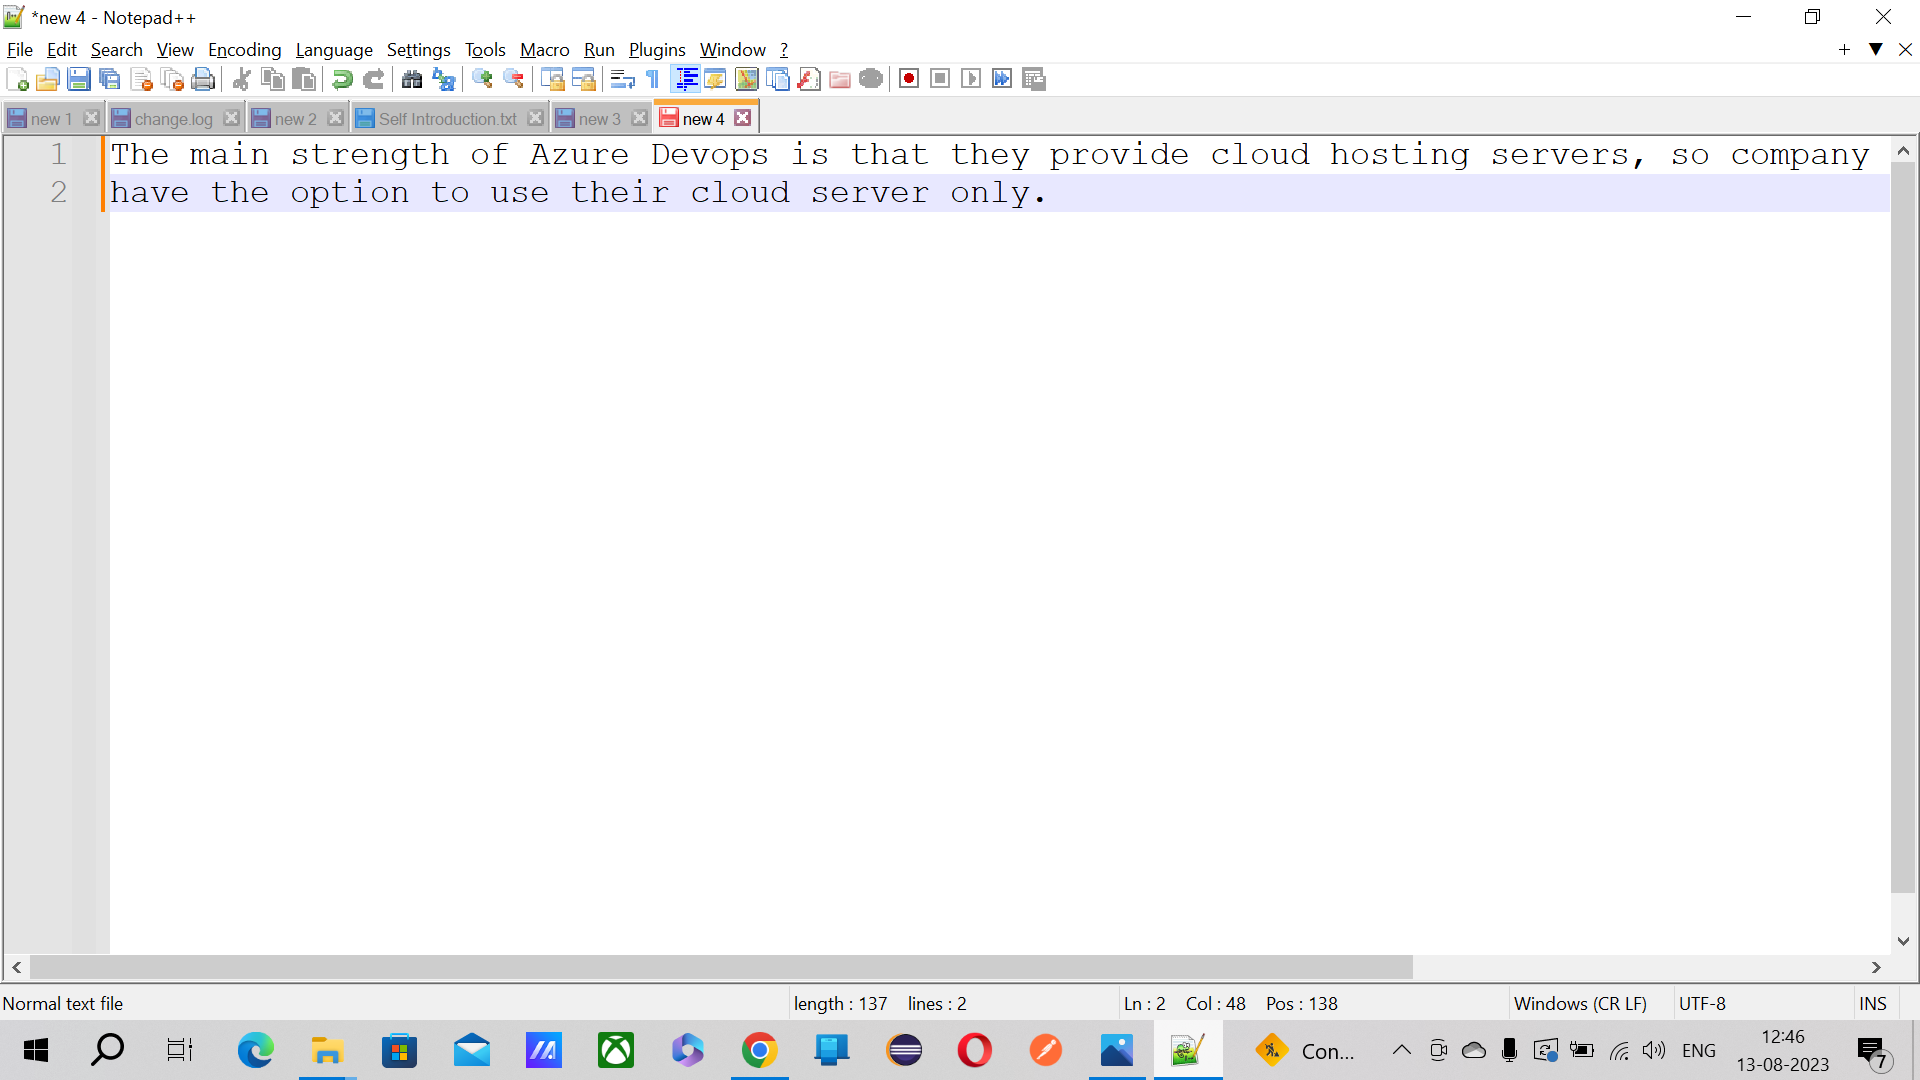 *new 4 - Notepad++
File Edit Search View Encoding Language Settings Tools Macro Run Plugins Window ?
new 1 change.log new 2 Self Introduction.txt new 3 new 4
1 The main strength of Azure Devops is that they provide cloud hosting servers, so company
2 have the option to use their cloud server only.
Normal text file length : 137 lines : 2 Ln : 2 Col : 48 Pos : 138 Windows (CR LF) UTF-8 INS
Con... ENG 12:46
13-08-2023 7